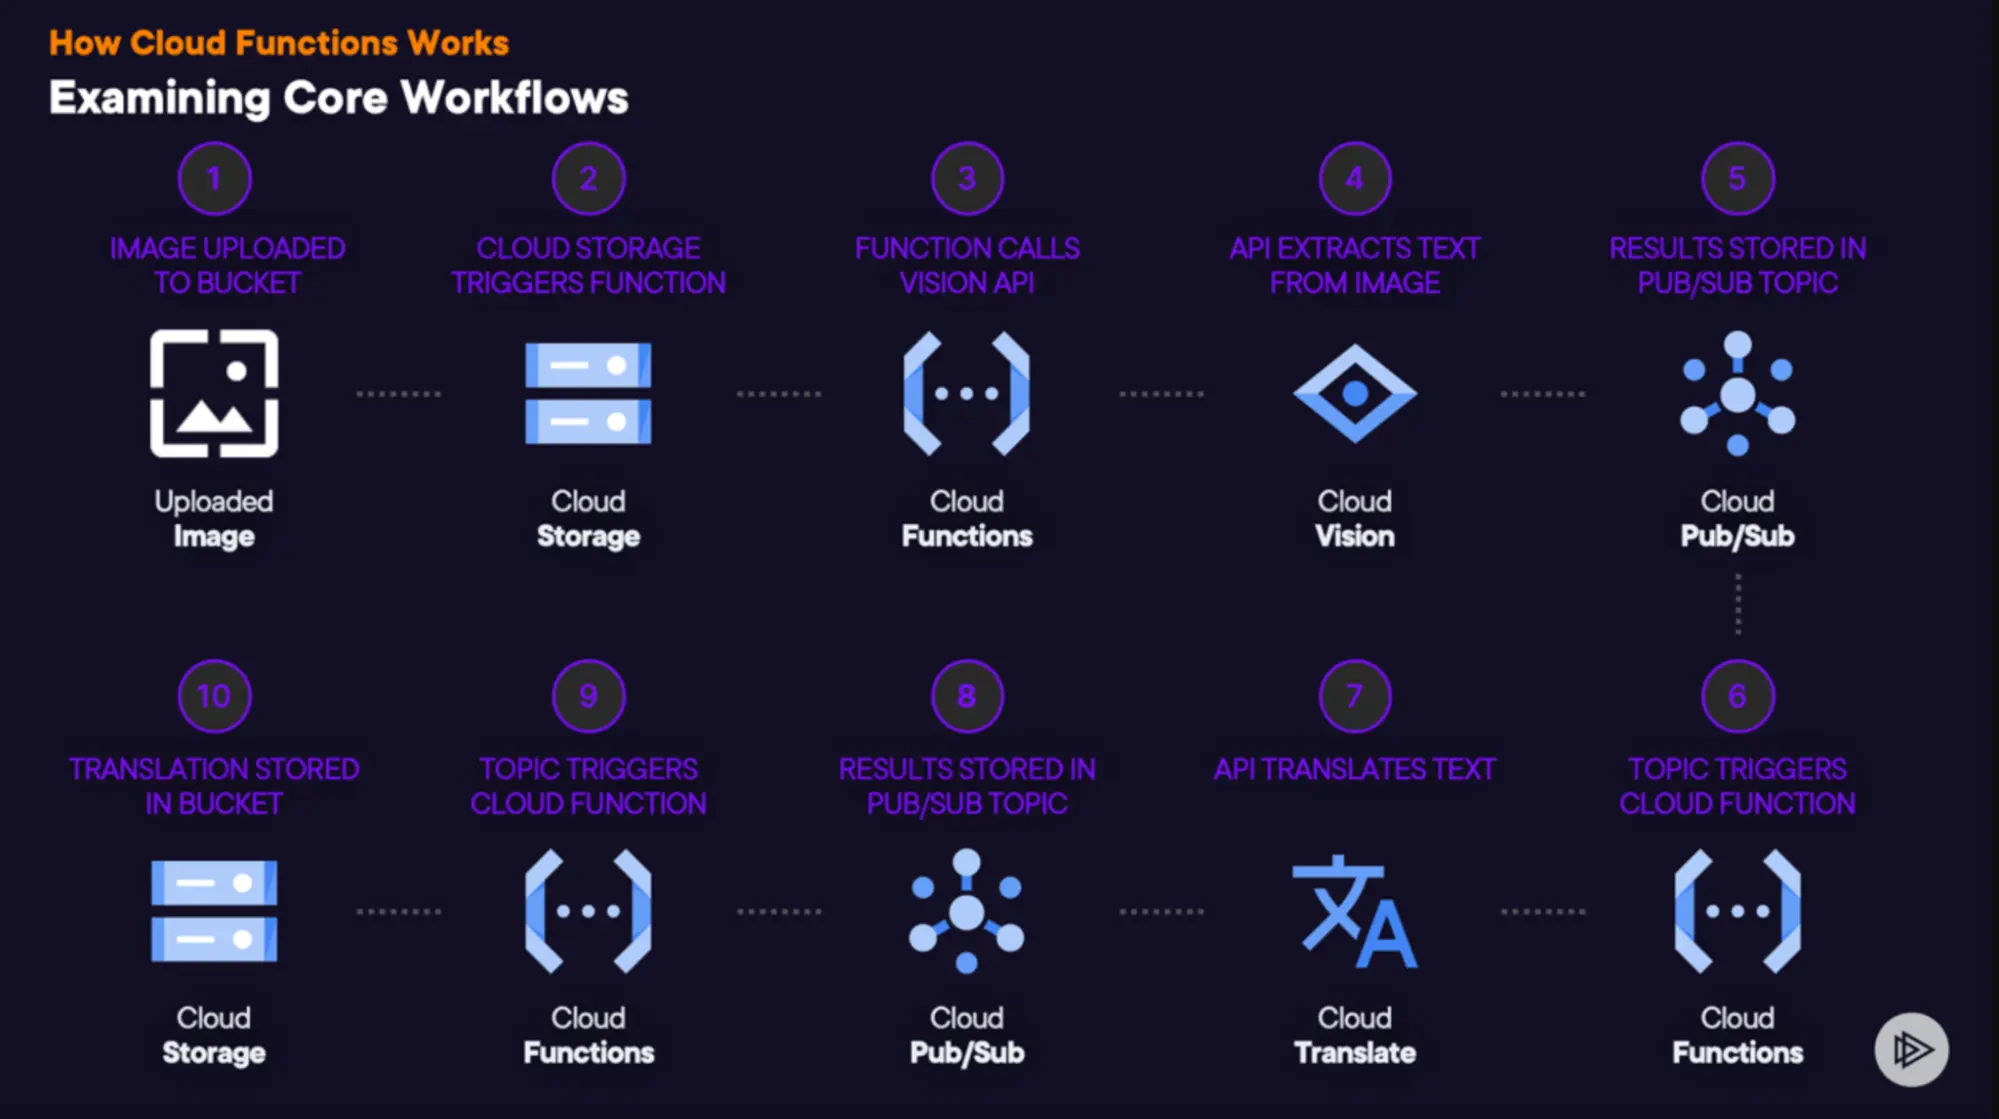 How Cloud Functions Works
Examining Core Workflows
1
IMAGE UPLOADED
TO BUCKET
Uploaded
Image
2
CLOUD STORAGE
TRIGGERS FUNCTION
Cloud
Storage
3
FUNCTION CALLS
VISION API
Cloud
Functions
4
API EXTRACTS TEXT
FROM IMAGE
Cloud
Vision
5
RESULTS STORED IN
PUB/SUB TOPIC
Cloud
Pub/Sub
6
TOPIC TRIGGERS
CLOUD FUNCTION
Cloud
Functions
7
API TRANSLATES TEXT
文A
Cloud
Translate
8
RESULTS STORED IN
PUB/SUB TOPIC
Cloud
Pub/Sub
9
TOPIC TRIGGERS
CLOUD FUNCTION
Cloud
Functions
10
TRANSLATION STORED
IN BUCKET
Cloud
Storage